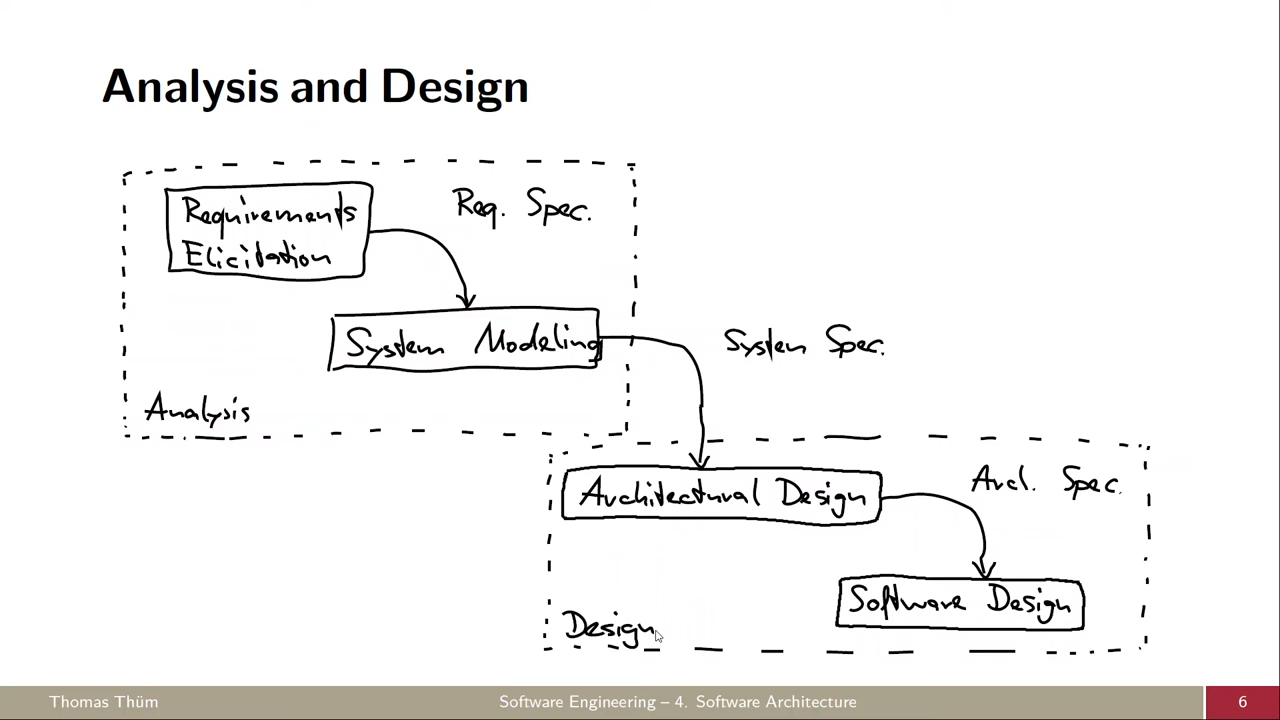 Analysis and Design
Requirements
Elicitation
Req. Spec.
System Modeling
System Spec.
Analysis
Architectural Design
Arch. Spec.
Software Design
Design
Thomas Thüm
Software Engineering – 4. Software Architecture
6